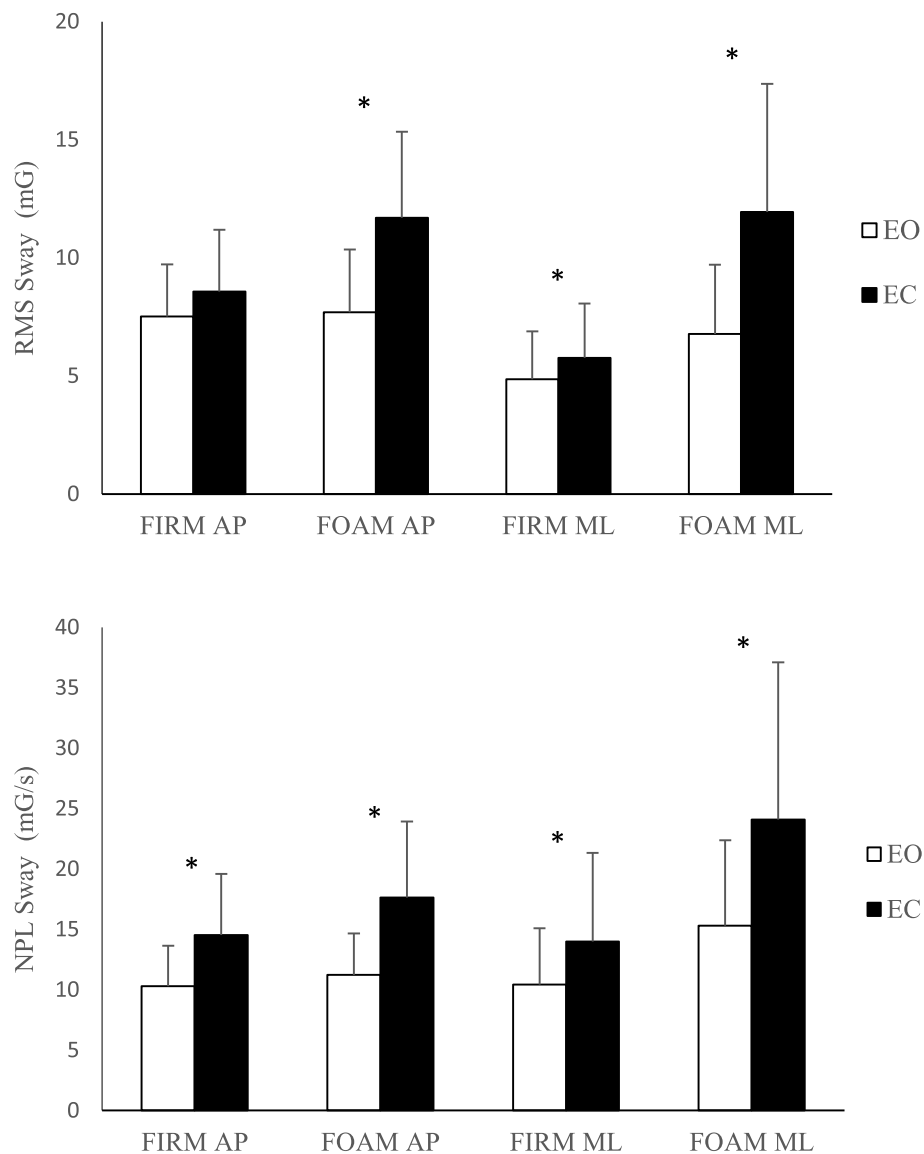 RMS Sway (mG)
20
15
10
5
0
*
*
*
FIRM AP
FOAM AP
FIRM ML
FOAM ML
EO
EC
NPL Sway (mG/s)
40
35
30
25
20
15
10
5
0
*
*
*
*
FIRM AP
FOAM AP
FIRM ML
FOAM ML
EO
EC